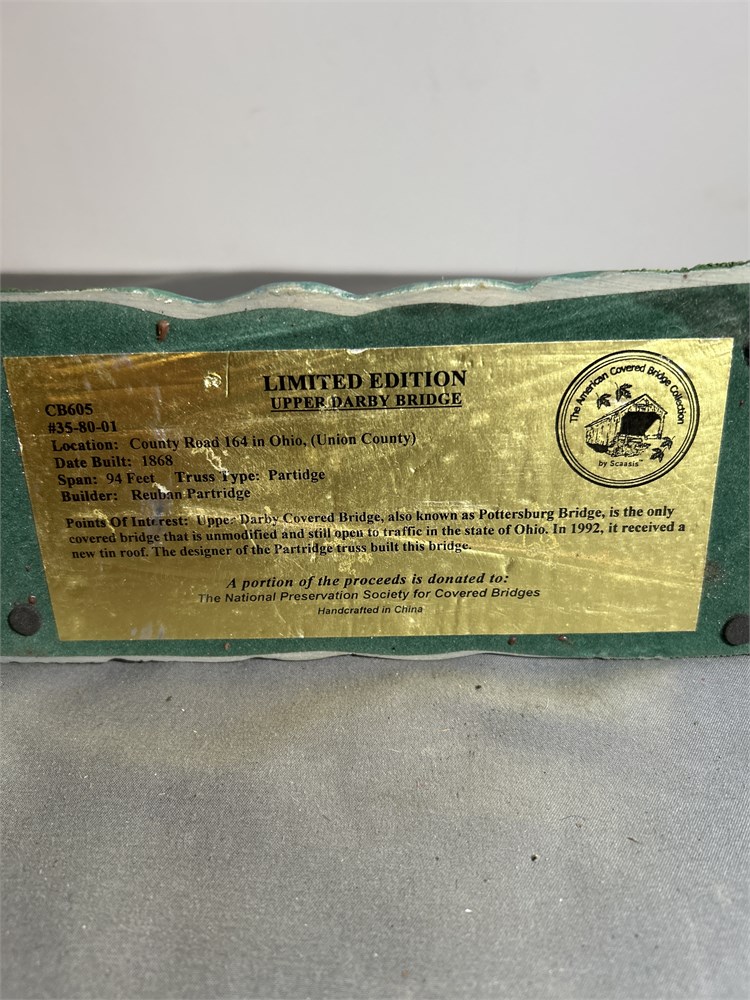 LIMITED EDITION
UPPER DARBY BRIDGE
CB605
#35-80-01
Location: County Road 164 in Ohio, (Union County)
Date Built: 1868
Span: 94 Feet Truss Type: Partidge
Builder: Reuban Partridge
Points Of Interest: Upper Darby Covered Bridge, also known as Pottersburg Bridge, is the only
covered bridge that is unmodified and still open to traffic in the state of Ohio. In 1992, it received a
new tin roof. The designer of the Partridge truss built this bridge.
A portion of the proceeds is donated to:
The National Preservation Society for Covered Bridges
Handcrafted in China
The American Covered Bridge Collection
by Scaasis™